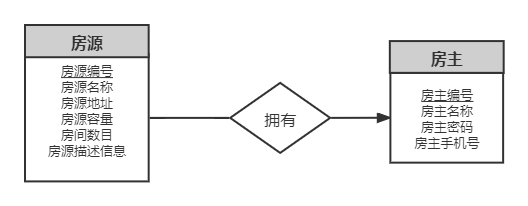 房源
房源编号
房源名称
房源地址
房源容量
房间数目
房源描述信息
拥有
房主
房主编号
房主名称
房主密码
房主手机号